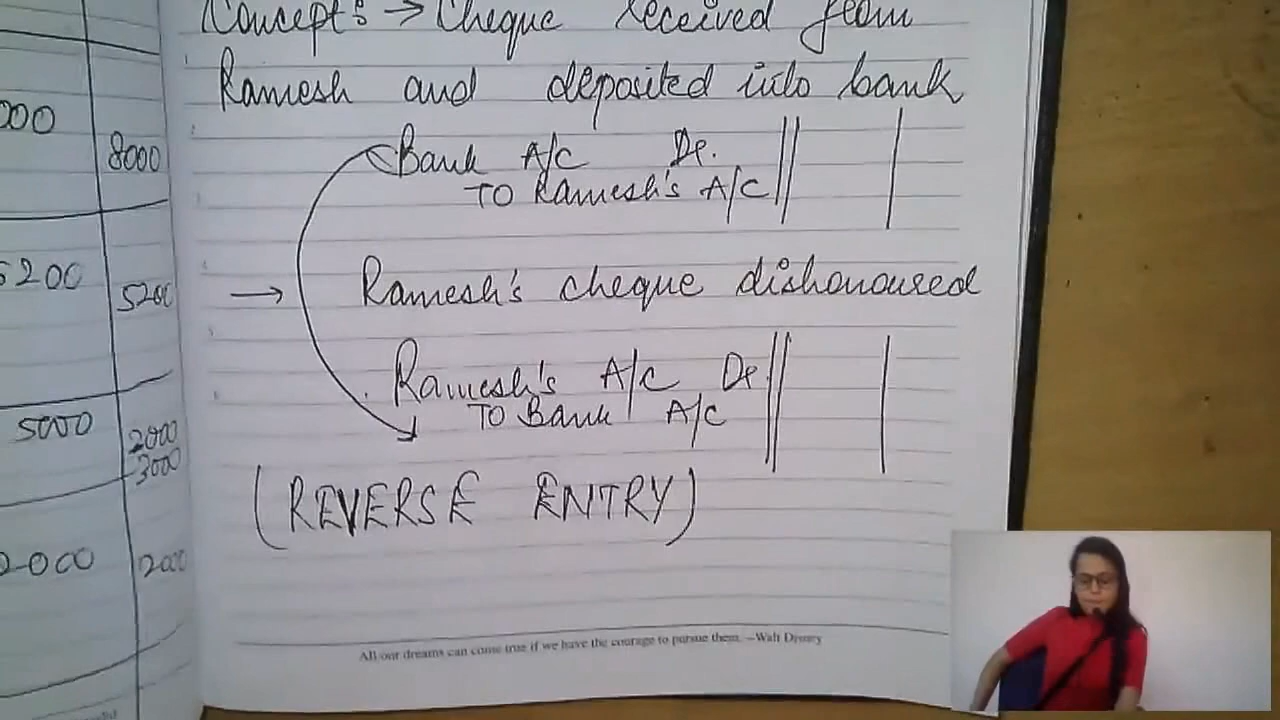 000
8000
5200
5200
5000
2000
3000
2000
2000
Concept: → Cheque received from
Ramesh and deposited into bank
Bank A/C Dr.
TO Ramesh's A/C
→ Ramesh's cheque dishonoured
Ramesh's A/C Dr
TO Bank A/C
(REVERSE ENTRY)
All our dreams can come true if we have the courage to pursue them. –Walt Disney